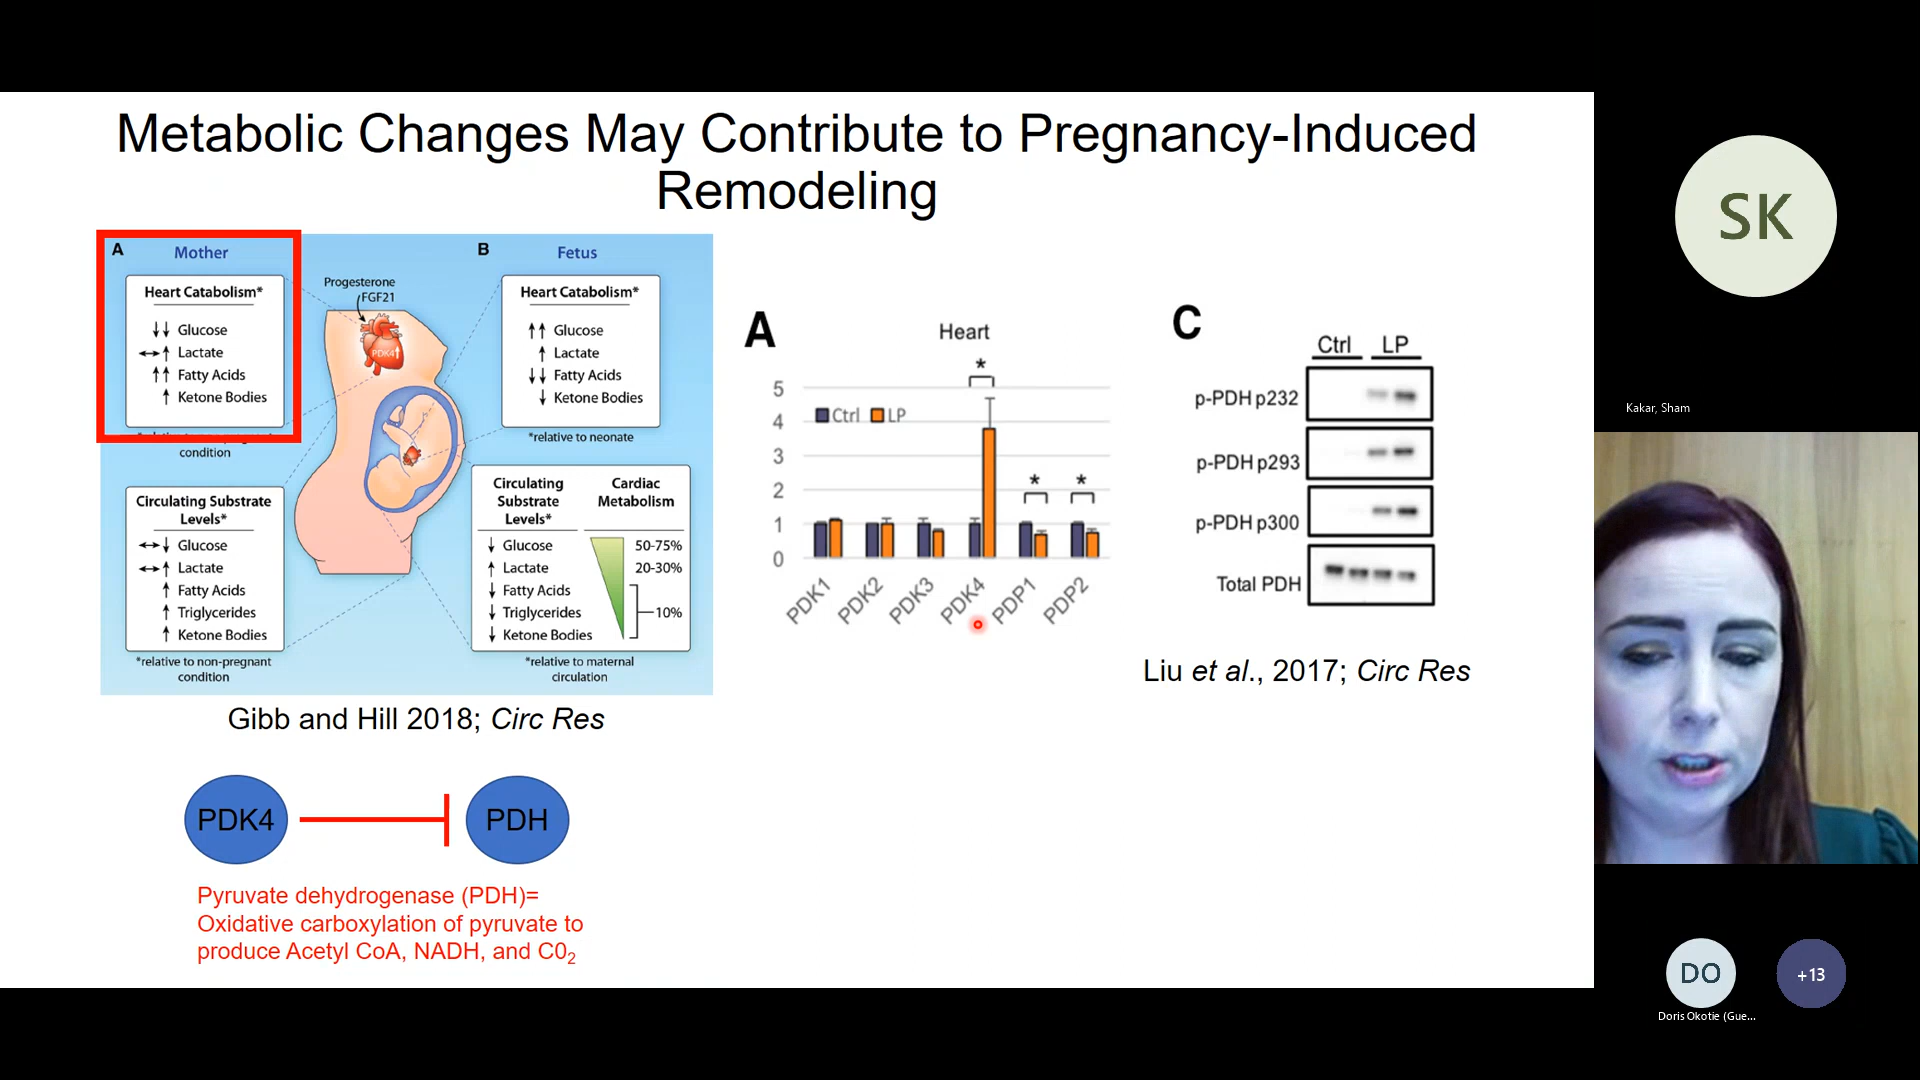 Metabolic Changes May Contribute to Pregnancy-Induced
Remodeling
A
Mother
Heart Catabolism*
↓↓ Glucose
↔↑ Lactate
↑↑ Fatty Acids
↑ Ketone Bodies
condition
Circulating Substrate
Levels*
↔↓ Glucose
↔↑ Lactate
↑ Fatty Acids
↑ Triglycerides
↑ Ketone Bodies
*relative to non-pregnant
condition
Progesterone
FGF21
PDK4↑
B
Fetus
Heart Catabolism*
↑↑ Glucose
↑ Lactate
↓↓ Fatty Acids
↓ Ketone Bodies
*relative to neonate
Circulating
Substrate
Levels*
↓ Glucose
↑ Lactate
↓ Fatty Acids
↓ Triglycerides
↓ Ketone Bodies
Cardiac
Metabolism
50-75%
20-30%
10%
*relative to maternal
circulation
Gibb and Hill 2018; Circ Res
PDK4
PDH
Pyruvate dehydrogenase (PDH)=
Oxidative carboxylation of pyruvate to
produce Acetyl CoA, NADH, and C0₂
A
Heart
*
5
4
3
2
1
0
Ctrl LP
*
*
PDK1
PDK2
PDK3
PDK4
PDP1
PDP2
C
Ctrl LP
p-PDH p232
p-PDH p293
p-PDH p300
Total PDH
Liu et al., 2017; Circ Res
SK
Kakar, Sham
DO
+13
Doris Okotie (Gue...